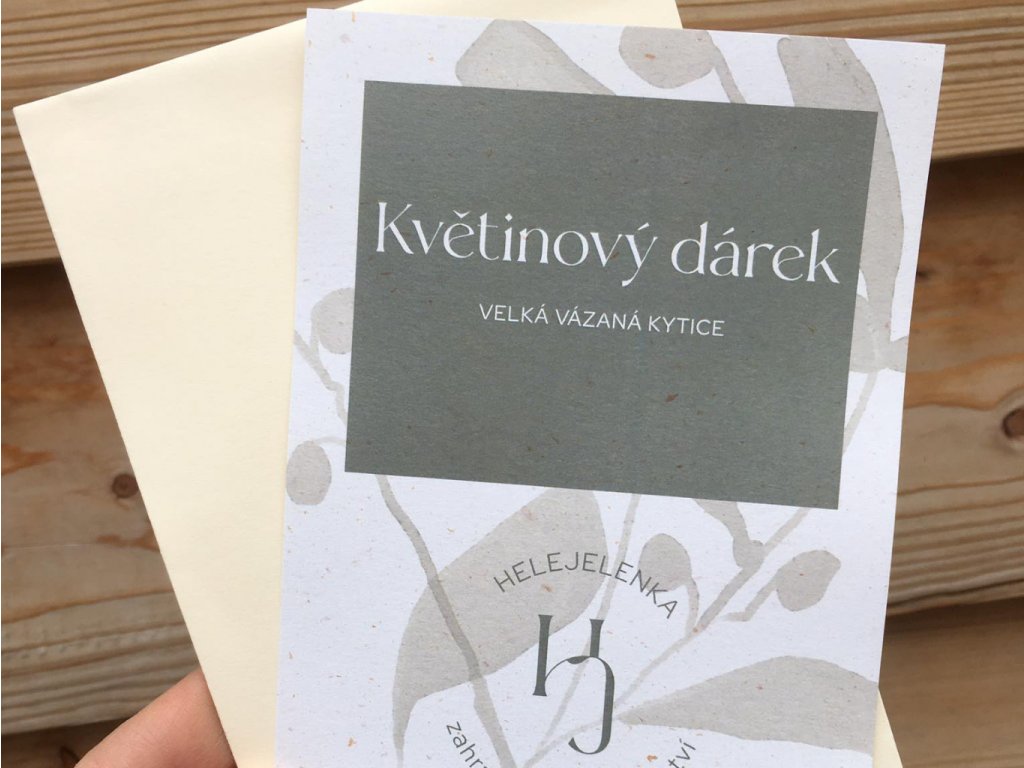 Květinový dárek
VELKÁ VÁZANÁ KYTICE
HELEJELENKA
HJ